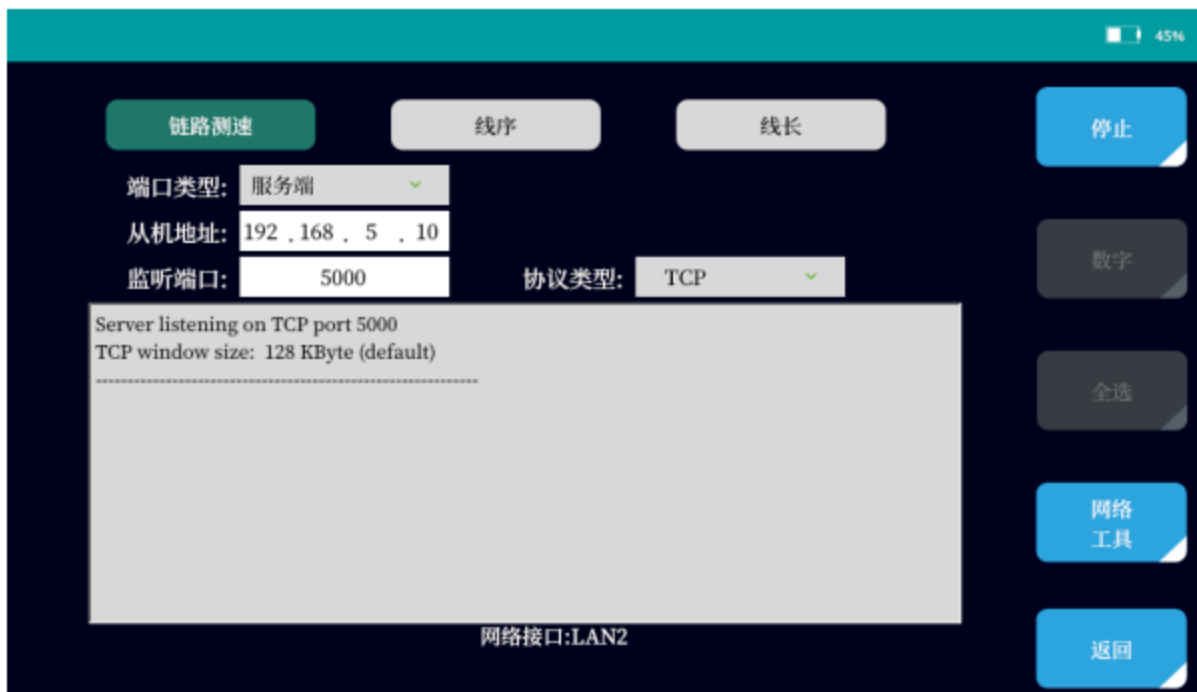 45%
链路测速 线序 线长 停止
端口类型: 服务端
从机地址: 192 . 168 . 5 . 10
监听端口: 5000 协议类型: TCP
数字
Server listening on TCP port 5000
TCP window size: 128 KByte (default)
------------------------------------------------------------
全选
网络
工具
网络接口:LAN2
返回